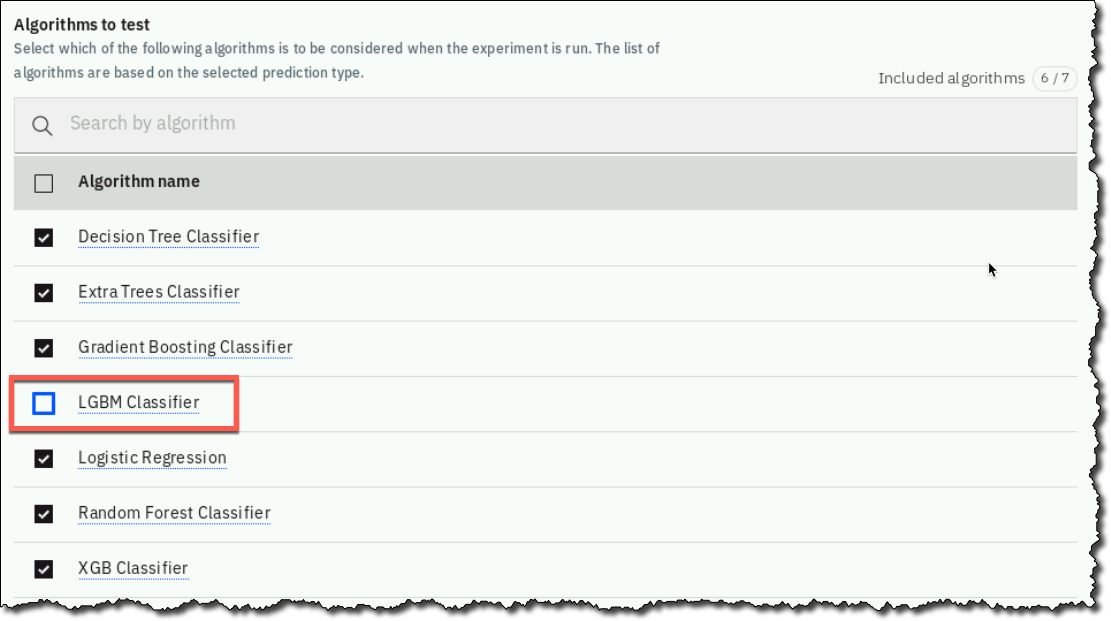 Algorithms to test
Select which of the following algorithms is to be considered when the experiment is run. The list of
algorithms are based on the selected prediction type.
Included algorithms 6 / 7
Search by algorithm
Algorithm name
Decision Tree Classifier
Extra Trees Classifier
Gradient Boosting Classifier
LGBM Classifier
Logistic Regression
Random Forest Classifier
XGB Classifier